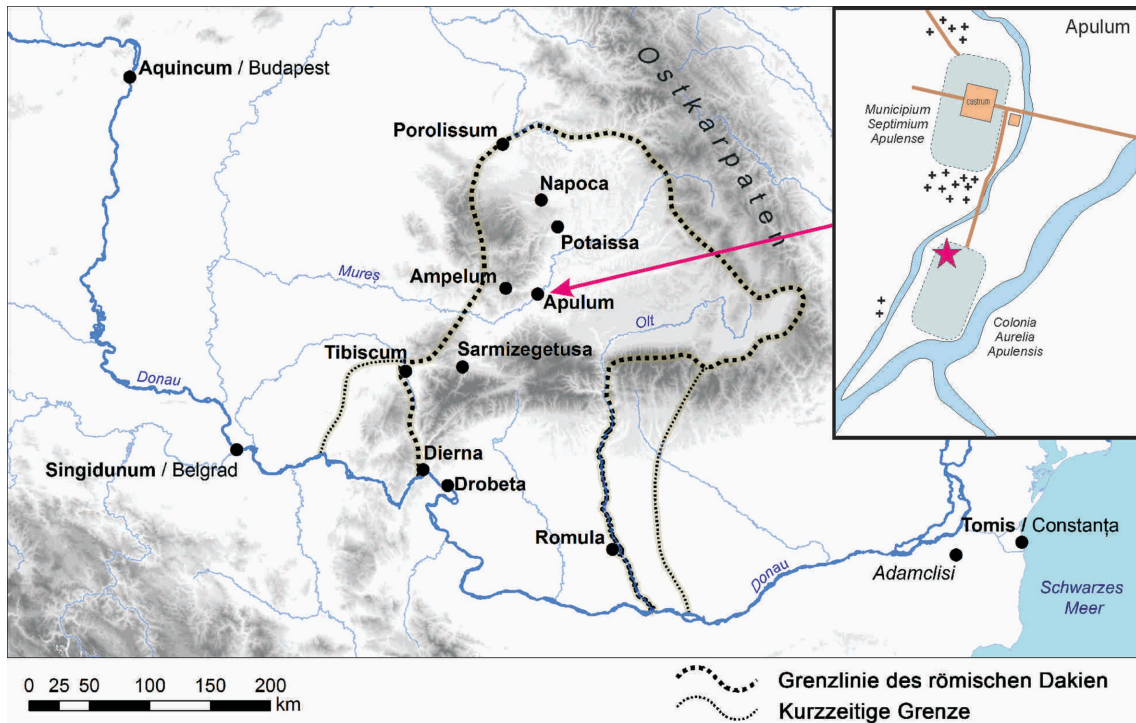 Aquincum / Budapest
Ostkarpaten
Porolissum
Napoca
Potaissa
Mureș
Ampelum
Apulum
Olt
Tibiscum
Sarmizegetusa
Donau
Singidunum / Belgrad
Dierna
Drobeta
Romula
Donau
Tomis / Constanța
Adamclisi
Schwarzes
Meer
Apulum
castrum
Municipium
Septimium
Apulense
Colonia
Aurelia
Apulensis
0 25 50 100 150 200
km
Grenzlinie des römischen Dakien
Kurzzeitige Grenze